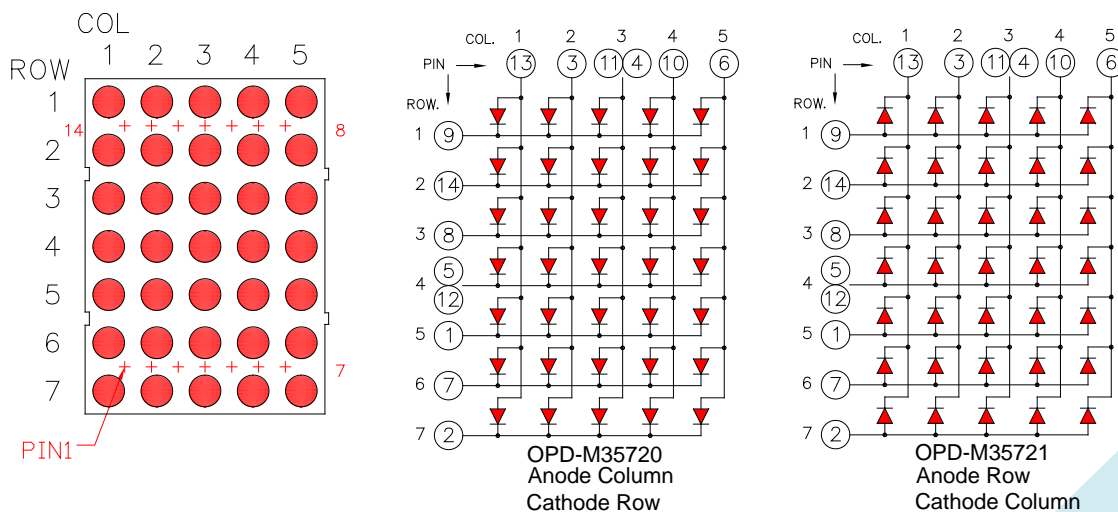 COL
1 2 3 4 5
ROW
1
14 8
2
3
4
5
6
7
7
PIN1
COL. 1 2 3 4 5
PIN 13 3 11 4 10 6
ROW.
1 9
2 14
3 8
5
4
12
5 1
6 7
7 2
OPD-M35720
Anode Column
Cathode Row
COL. 1 2 3 4 5
PIN 13 3 11 4 10 6
ROW.
1 9
2 14
3 8
5
4
12
5 1
6 7
7 2
OPD-M35721
Anode Row
Cathode Column